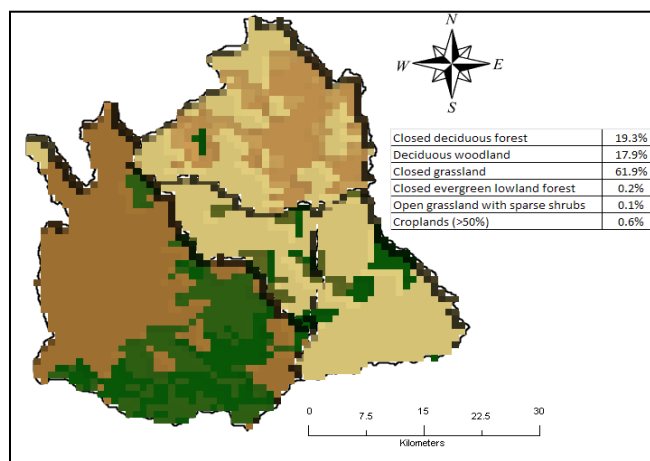 N
W E
S
Closed deciduous forest 19.3%
Deciduous woodland 17.9%
Closed grassland 61.9%
Closed evergreen lowland forest 0.2%
Open grassland with sparse shrubs 0.1%
Croplands (>50%) 0.6%
0 7.5 15 22.5 30
Kilometers